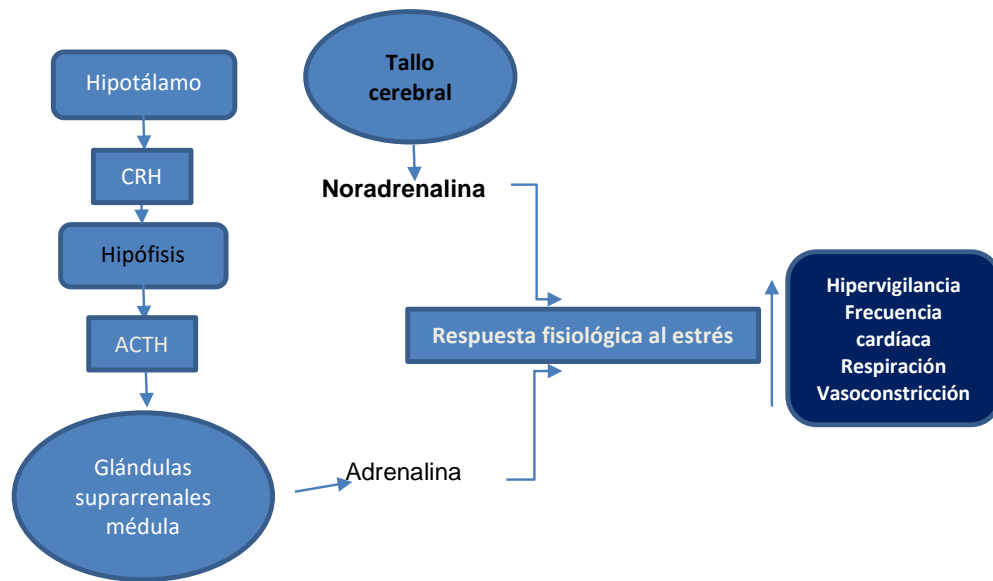 Hipotálamo
CRH
Hipófisis
ACTH
Glándulas
suprarrenales
médula
Tallo
cerebral
Noradrenalina
Adrenalina
Respuesta fisiológica al estrés
Hipervigilancia
Frecuencia
cardíaca
Respiración
Vasoconstricción